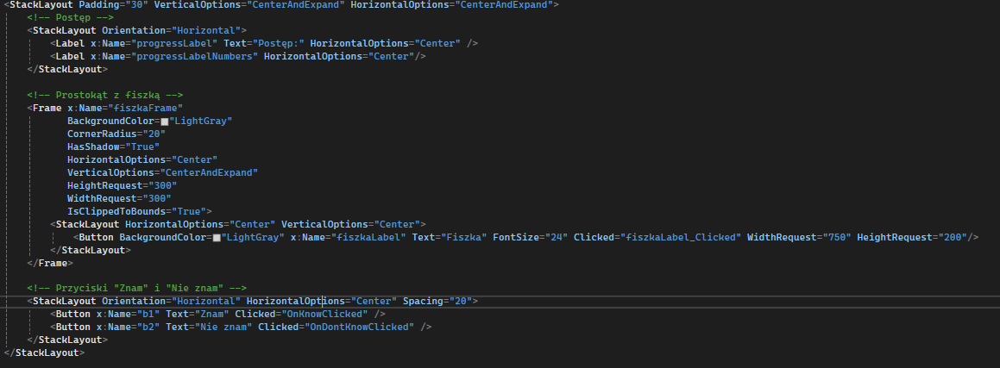 <StackLayout Padding="30" VerticalOptions="CenterAndExpand" HorizontalOptions="CenterAndExpand">
<!-- Postęp -->
<StackLayout Orientation="Horizontal">
<Label x:Name="progressLabel" Text="Postęp:" HorizontalOptions="Center" />
<Label x:Name="progressLabelNumbers" HorizontalOptions="Center"/>
</StackLayout>
<!-- Prostokąt z fiszką -->
<Frame x:Name="fiszkaFrame"
BackgroundColor="LightGray"
CornerRadius="20"
HasShadow="True"
HorizontalOptions="Center"
VerticalOptions="CenterAndExpand"
HeightRequest="300"
WidthRequest="300"
IsClippedToBounds="True">
<StackLayout HorizontalOptions="Center" VerticalOptions="Center">
<Button BackgroundColor="LightGray" x:Name="fiszkaLabel" Text="Fiszka" FontSize="24" Clicked="fiszkaLabel_Clicked" WidthRequest="750" HeightRequest="200"/>
</StackLayout>
</Frame>
<!-- Przyciski "Znam" i "Nie znam" -->
<StackLayout Orientation="Horizontal" HorizontalOptions="Center" Spacing="20">
<Button x:Name="b1" Text="Znam" Clicked="OnKnowClicked" />
<Button x:Name="b2" Text="Nie znam" Clicked="OnDontKnowClicked" />
</StackLayout>
</StackLayout>